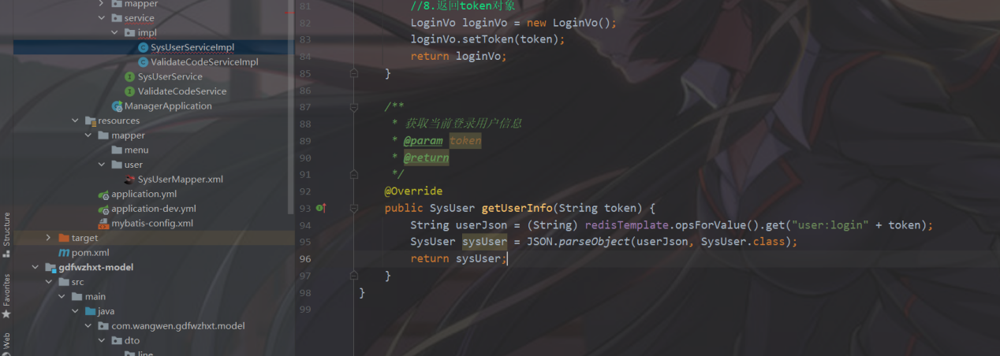 mapper
service
impl
SysUserServiceImpl
ValidateCodeServiceImpl
SysUserService
ValidateCodeService
ManagerApplication
resources
mapper
menu
user
SysUserMapper.xml
application.yml
application-dev.yml
mybatis-config.xml
target
pom.xml
gdfwzhxt-model
src
main
java
com.wangwen.gdfwzhxt.model
dto
line
Structure
Favorites
Web
81 //8.返回token对象
82 LoginVo loginVo = new LoginVo();
83 loginVo.setToken(token);
84 return loginVo;
85 }
86
87 /**
88 * 获取当前登录用户信息
89 * @param token
90 * @return
91 */
92 @Override
93 public SysUser getUserInfo(String token) {
94 String userJson = (String) redisTemplate.opsForValue().get("user:login" + token);
95 SysUser sysUser = JSON.parseObject(userJson, SysUser.class);
96 return sysUser;
97 }
98 }
99